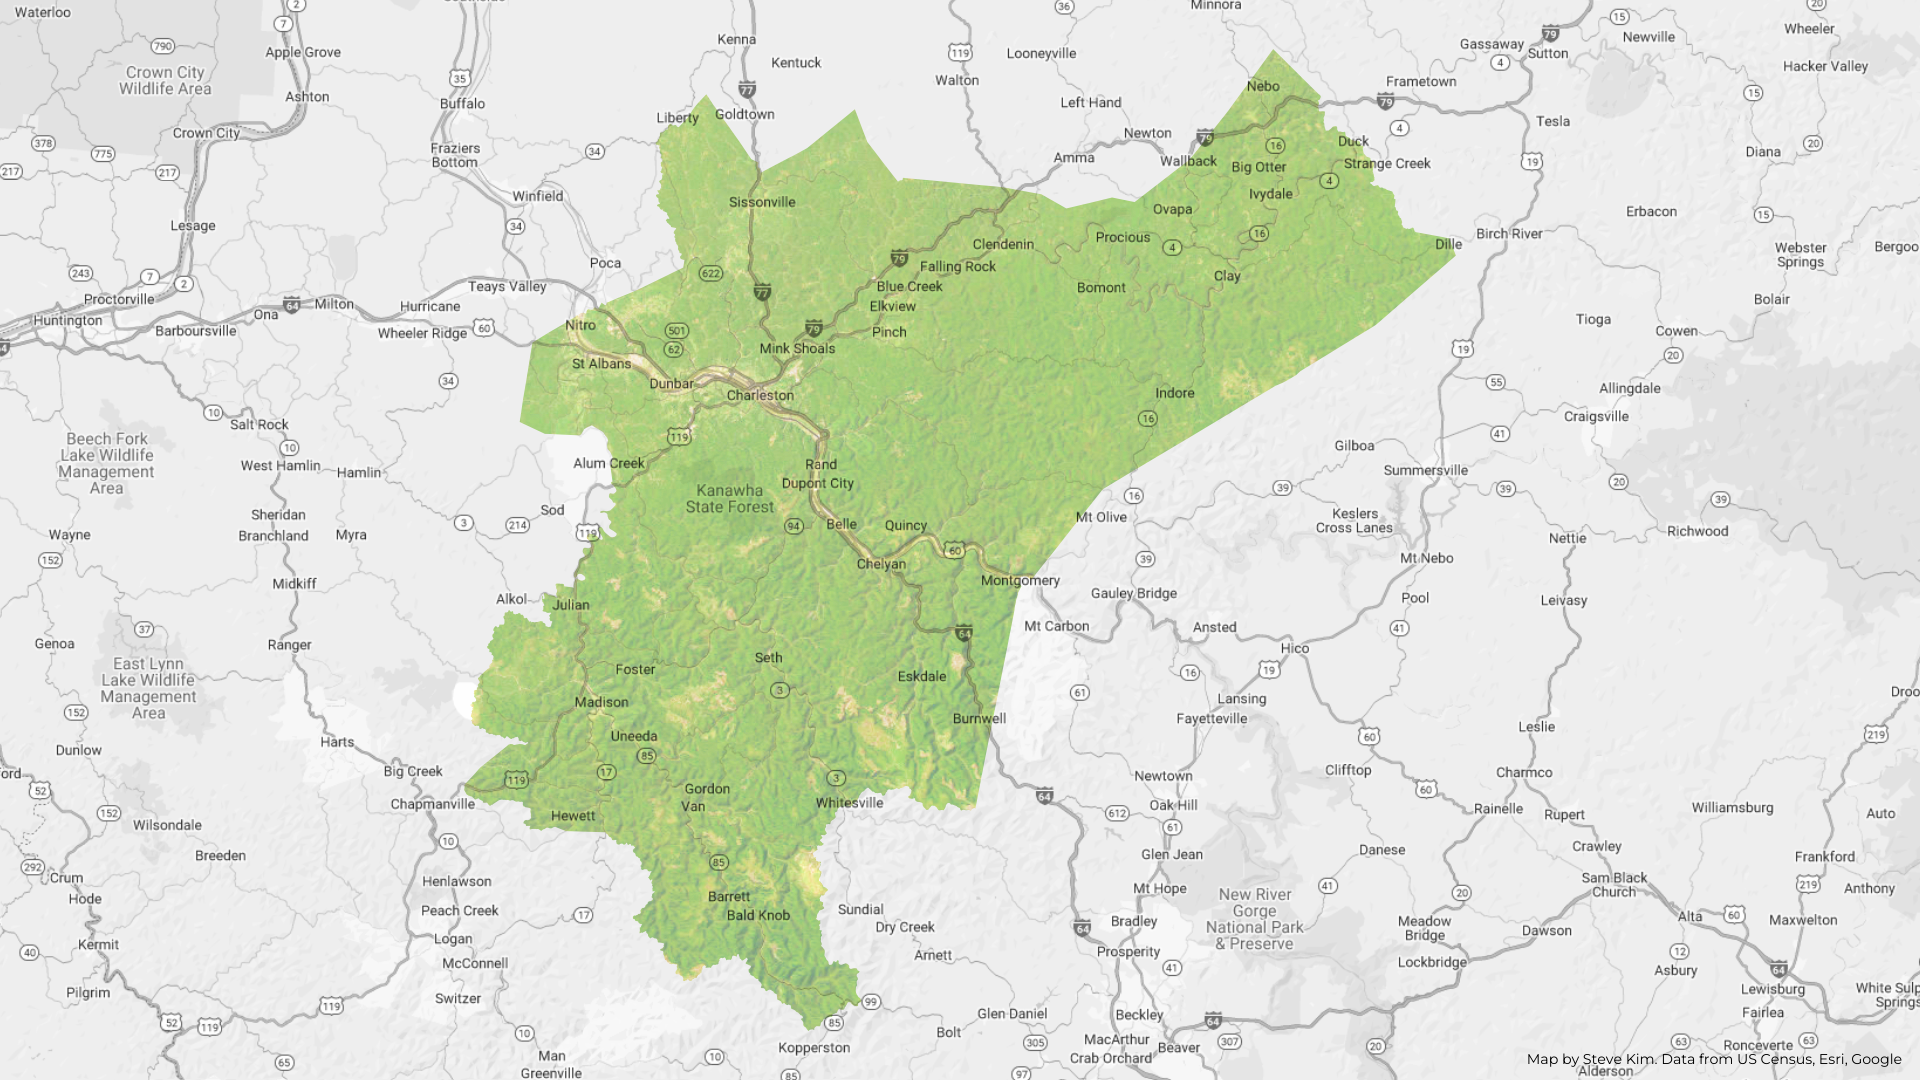 Waterloo
Minnora
Apple Grove
Kenna
Kentuck
Looneyville
Walton
Gassaway
Sutton
Newville
Wheeler
Hacker Valley
Crown City
Wildlife Area
Ashton
Buffalo
Left Hand
Nebo
Frametown
Liberty
Goldtown
Crown City
Fraziers
Bottom
Newton
Amma
Wallback
Big Otter
Duck
Strange Creek
Tesla
Diana
Winfield
Sissonville
Ivydale
Ovapa
Erbacon
Lesage
Procious
Clendenin
Dille
Birch River
Webster
Springs
Bergoo
Poca
Falling Rock
Blue Creek
Bomont
Clay
Teays Valley
Proctorville
Milton
Hurricane
Elkview
Bolair
Huntington
Ona
Barboursville
Wheeler Ridge
Nitro
Pinch
Tioga
Cowen
Mink Shoals
St Albans
Dunbar
Charleston
Indore
Allingdale
Craigsville
Salt Rock
Beech Fork
Lake Wildlife
Management
Area
West Hamlin
Hamlin
Alum Creek
Rand
Dupont City
Gilboa
Summersville
Kanawha
State Forest
Sod
Sheridan
Branchland
Myra
Wayne
Belle
Quincy
Mt Olive
Keslers
Cross Lanes
Richwood
Nettie
Chelyan
Montgomery
Mt Nebo
Midkiff
Alkol
Julian
Gauley Bridge
Pool
Leivasy
Mt Carbon
Ansted
Genoa
Ranger
Hico
Foster
Seth
Eskdale
East Lynn
Lake Wildlife
Management
Area
Madison
Lansing
Fayetteville
Burnwell
Leslie
Harts
Uneeda
Dunlow
Big Creek
Chapmanville
Gordon
Van
Whitesville
Newtown
Oak Hill
Clifftop
Charmco
Rainelle
Rupert
Williamsburg
Auto
Hewett
Wilsondale
Breeden
Glen Jean
Danese
Crawley
Frankford
Crum
Hode
Henlawson
Peach Creek
Barrett
Bald Knob
Mt Hope
Sam Black
Church
Anthony
New River
Gorge
National Park
& Preserve
Sundial
Dry Creek
Bradley
Prosperity
Meadow
Bridge
Alta
Maxwelton
Dawson
Kermit
Logan
McConnell
Arnett
Lockbridge
Asbury
Pilgrim
Switzer
Lewisburg
White Sulp
Springs
Glen Daniel
Beckley
Fairlea
Bolt
Kopperston
Man
Greenville
MacArthur
Crab Orchard
Beaver
Ronceverte
Alderson
Map by Steve Kim. Data from US Census, Esri, Google